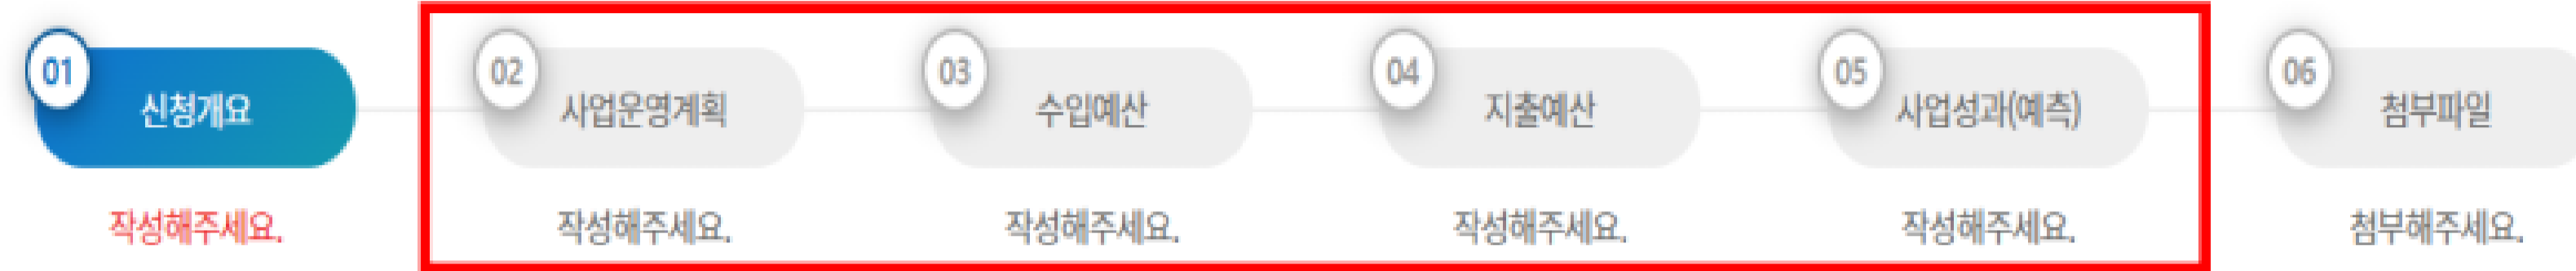 01 02 03 04 05 06
신청개요 사업운영계획 수입예산 지출예산 사업성과(예측) 첨부파일
작성해주세요. 작성해주세요. 작성해주세요. 작성해주세요. 작성해주세요. 첨부해주세요.